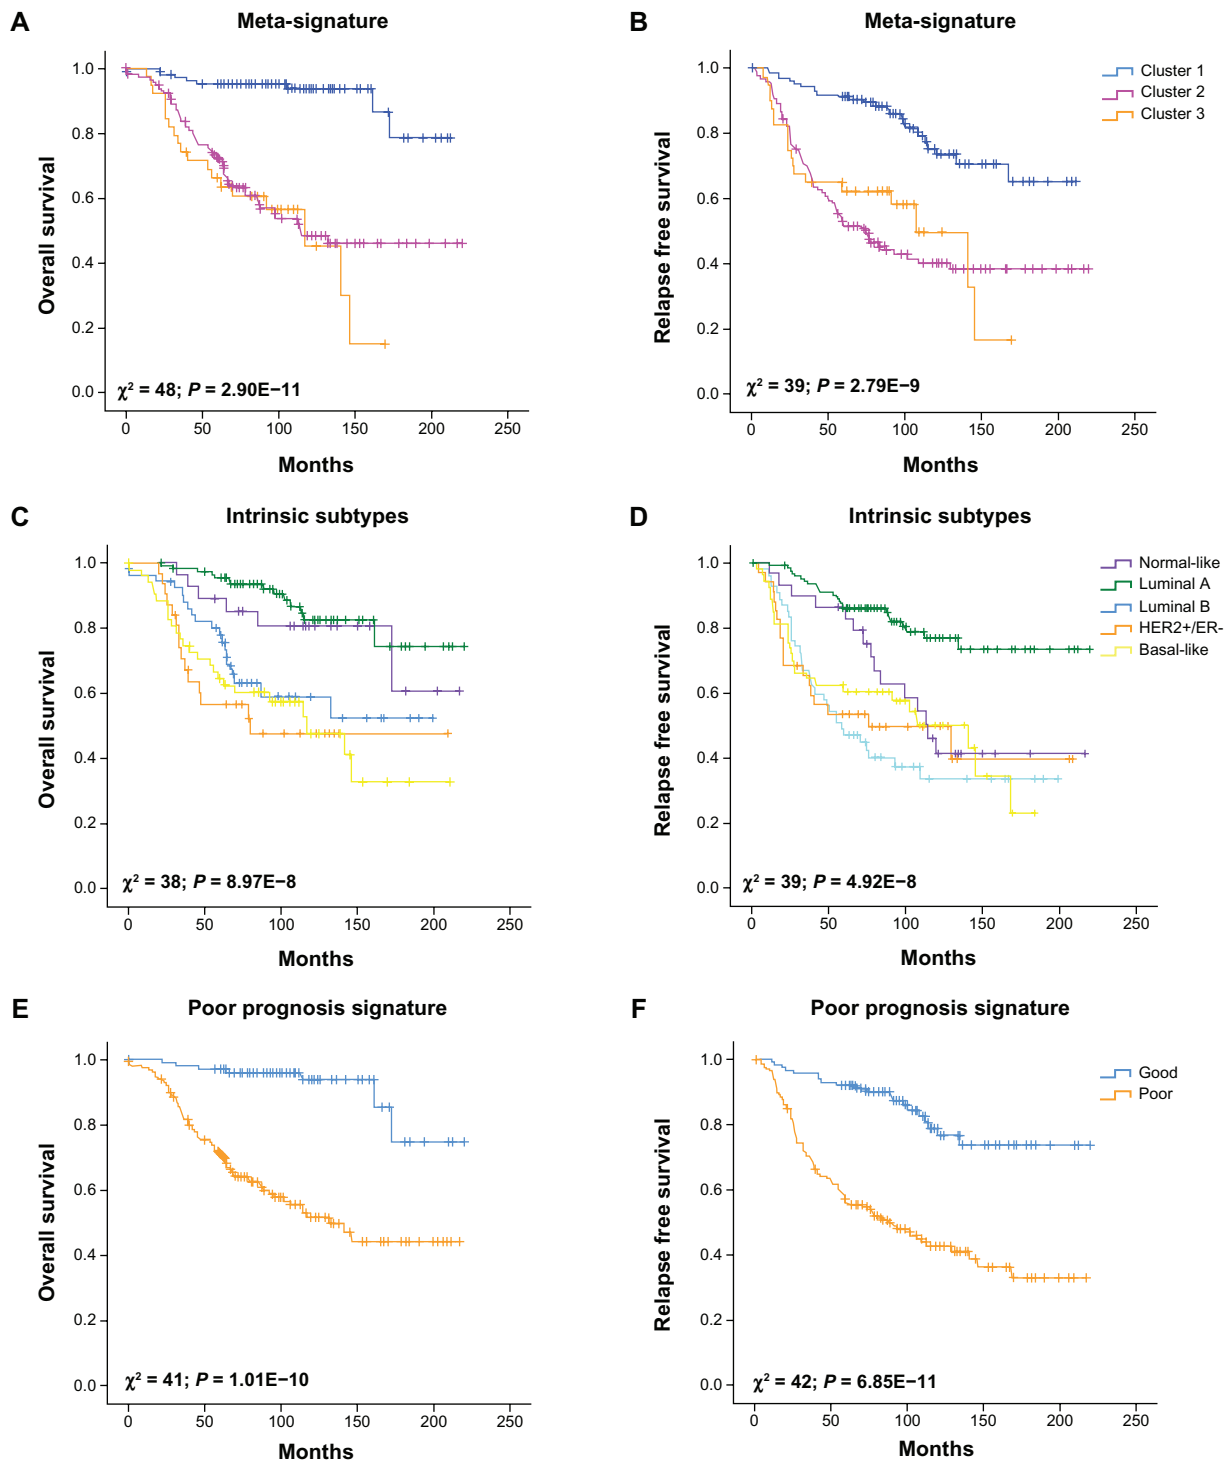 A
Meta-signature
Overall survival
1.0
0.8
0.6
0.4
0.2
0.0
χ² = 48; P = 2.90E−11
0 50 100 150 200 250
Months
B
Meta-signature
Relapse free survival
1.0
0.8
0.6
0.4
0.2
0.0
χ² = 39; P = 2.79E−9
0 50 100 150 200 250
Months
Cluster 1
Cluster 2
Cluster 3
C
Intrinsic subtypes
Overall survival
1.0
0.8
0.6
0.4
0.2
0.0
χ² = 38; P = 8.97E−8
0 50 100 150 200 250
Months
D
Intrinsic subtypes
Relapse free survival
1.0
0.8
0.6
0.4
0.2
0.0
χ² = 39; P = 4.92E−8
0 50 100 150 200 250
Months
Normal-like
Luminal A
Luminal B
HER2+/ER-
Basal-like
E
Poor prognosis signature
Overall survival
1.0
0.8
0.6
0.4
0.2
0.0
χ² = 41; P = 1.01E−10
0 50 100 150 200 250
Months
F
Poor prognosis signature
Relapse free survival
1.0
0.8
0.6
0.4
0.2
0.0
χ² = 42; P = 6.85E−11
0 50 100 150 200 250
Months
Good
Poor